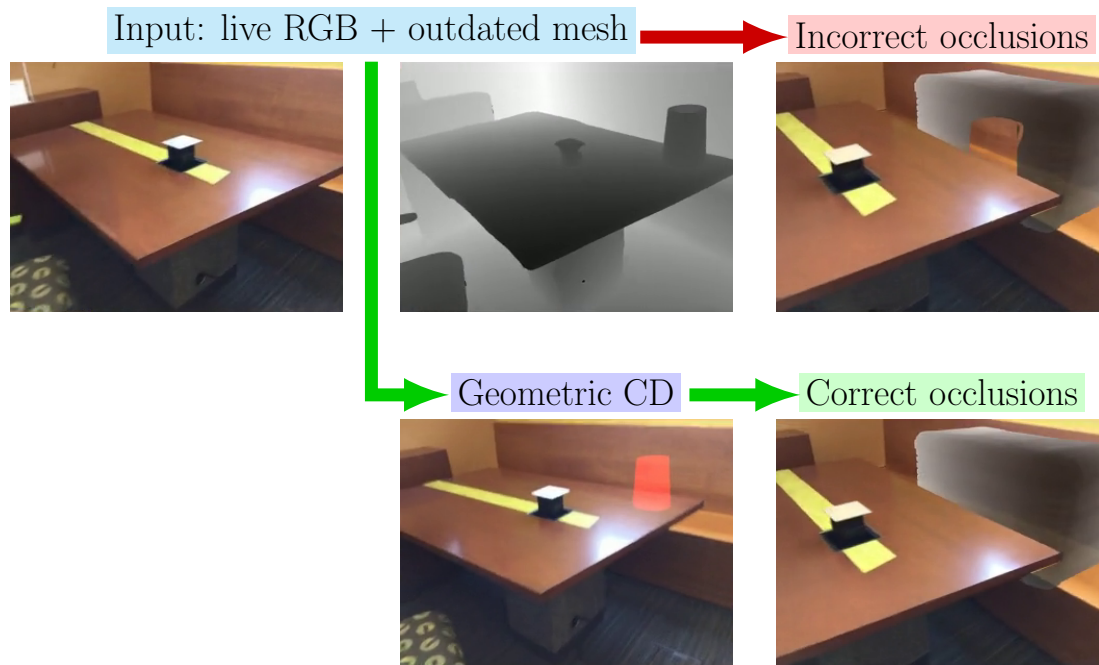 Input: live RGB + outdated mesh
Incorrect occlusions
Geometric CD
Correct occlusions